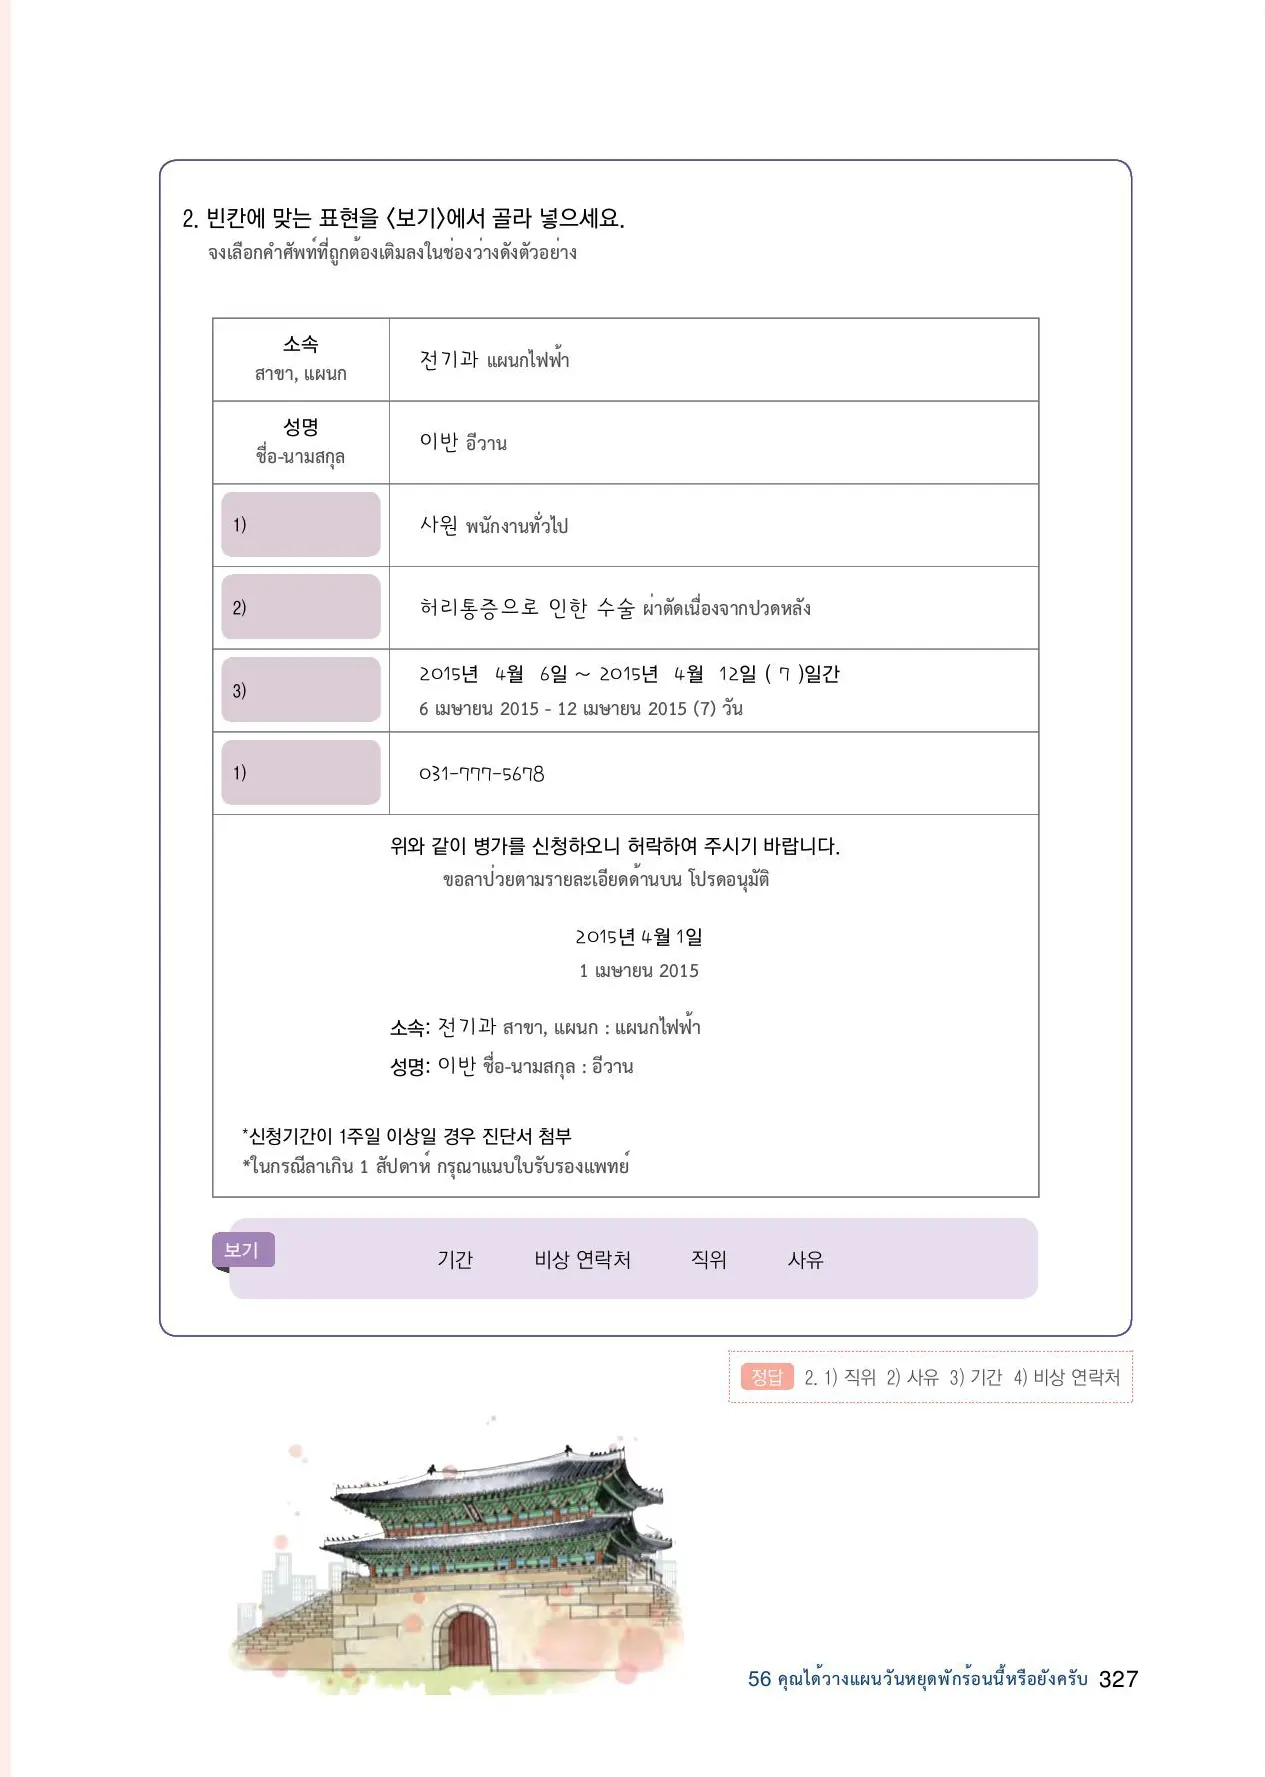 2. 빈칸에 맞는 표현을 〈보기〉에서 골라 넣으세요.
จงเลือกคำศัพท์ที่ถูกต้องเติมลงในช่องว่างดังตัวอย่าง
소속
สาขา, แผนก
전기과 แผนกไฟฟ้า
성명
ชื่อ-นามสกุล
이반 อีวาน
1)
사원 พนักงานทั่วไป
2)
허리통증으로 인한 수술 ผ่าตัดเนื่องจากปวดหลัง
3)
2015년 4월 6일 ~ 2015년 4월 12일 ( 7 )일간
6 เมษายน 2015 - 12 เมษายน 2015 (7) วัน
1)
031-777-5678
위와 같이 병가를 신청하오니 허락하여 주시기 바랍니다.
ขอลาป่วยตามรายละเอียดด้านบน โปรดอนุมัติ
2015년 4월 1일
1 เมษายน 2015
소속: 전기과 สาขา, แผนก : แผนกไฟฟ้า
성명: 이반 ชื่อ-นามสกุล : อีวาน
*신청기간이 1주일 이상일 경우 진단서 첨부
*ในกรณีลาเกิน 1 สัปดาห์ กรุณาแนบใบรับรองแพทย์
보기
기간 비상 연락처 직위 사유
정답 2. 1) 직위 2) 사유 3) 기간 4) 비상 연락처
56 คุณได้วางแผนวันหยุดพักร้อนนี้หรือยังครับ 327